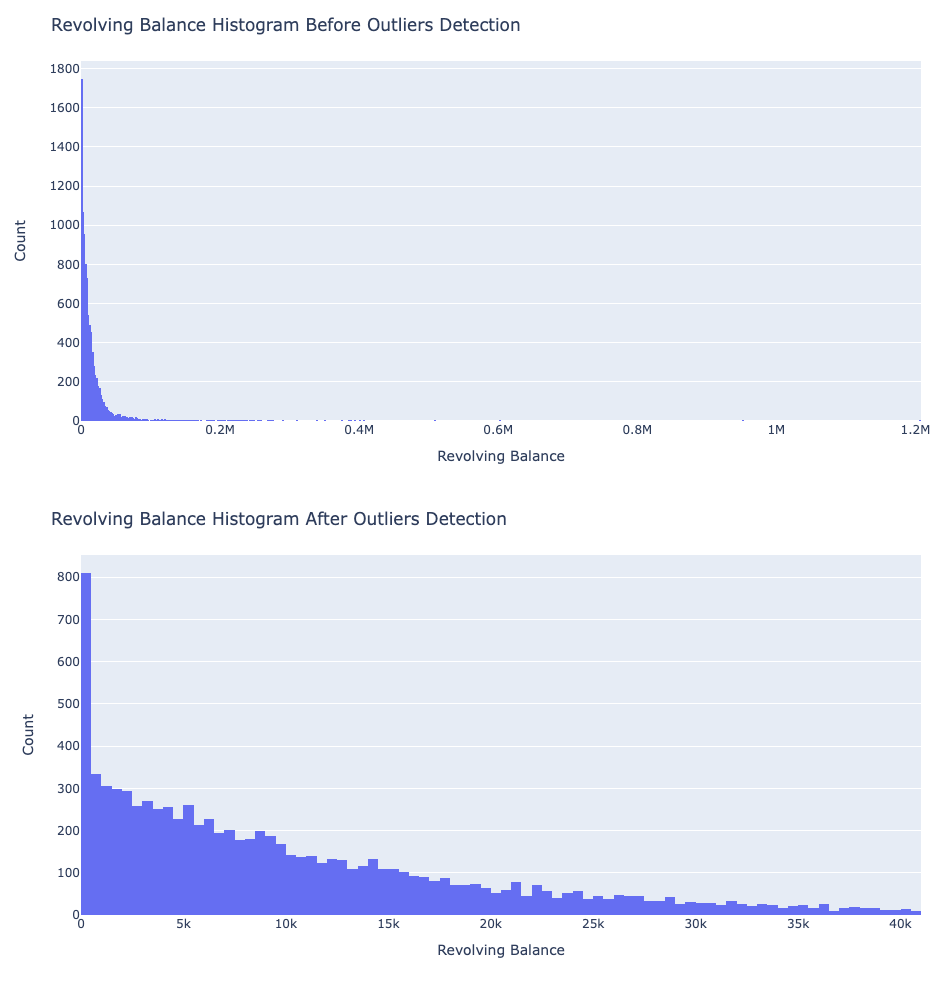 Revolving Balance Histogram Before Outliers Detection
1800
1600
1400
1200
1000
800
600
400
200
0
Count
0 0.2M 0.4M 0.6M 0.8M 1M 1.2M
Revolving Balance
Revolving Balance Histogram After Outliers Detection
800
700
600
500
400
300
200
100
0
Count
0 5k 10k 15k 20k 25k 30k 35k 40k
Revolving Balance